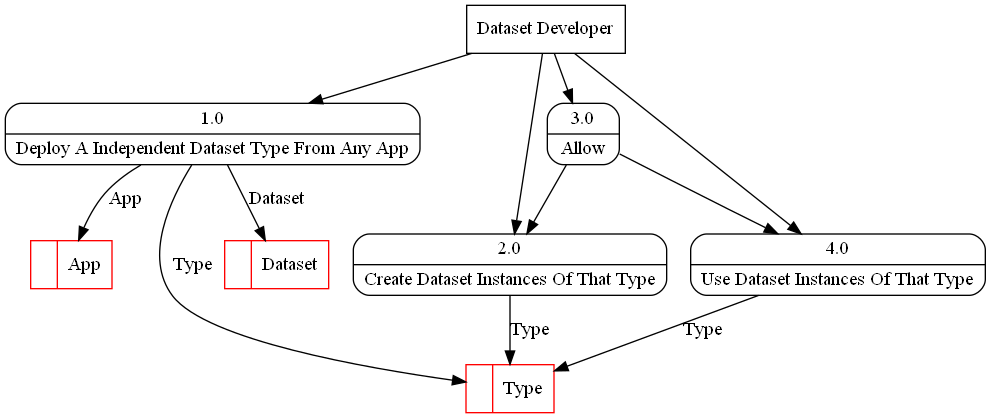 Dataset Developer
1.0
Deploy A Independent Dataset Type From Any App
3.0
Allow
App
Dataset
Type
App
Dataset
2.0
Create Dataset Instances Of That Type
4.0
Use Dataset Instances Of That Type
Type
Type
Type